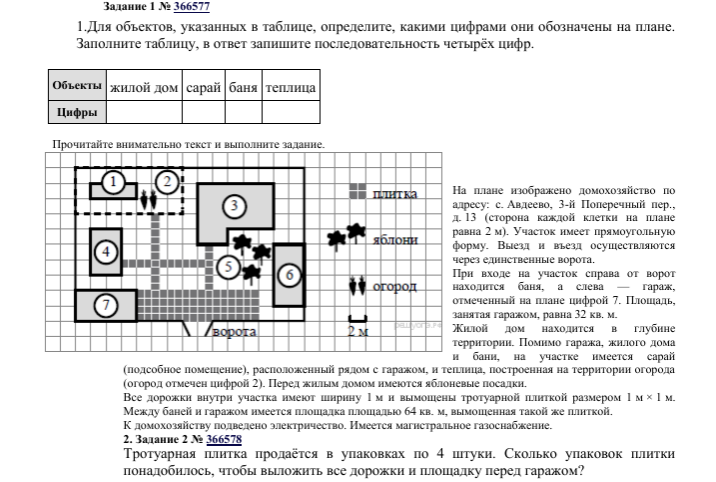 Задание 1 № 366577
1.Для объектов, указанных в таблице, определите, какими цифрами они обозначены на плане.
Заполните таблицу, в ответ запишите последовательность четырёх цифр.
Объекты жилой дом сарай баня теплица
Цифры
Прочитайте внимательно текст и выполните задание.
1
2
3
4
5
6
7
плитка
яблони
огород
ворота
2 м
На плане изображено домохозяйство по
адресу: с. Авдеево, 3-й Поперечный пер.,
д. 13 (сторона каждой клетки на плане
равна 2 м). Участок имеет прямоугольную
форму. Выезд и въезд осуществляются
через единственные ворота.
При входе на участок справа от ворот
находится баня, а слева — гараж,
отмеченный на плане цифрой 7. Площадь,
занятая гаражом, равна 32 кв. м.
Жилой дом находится в глубине
территории. Помимо гаража, жилого дома
и бани, на участке имеется сарай
(подсобное помещение), расположенный рядом с гаражом, и теплица, построенная на территории огорода
(огород отмечен цифрой 2). Перед жилым домом имеются яблоневые посадки.
Все дорожки внутри участка имеют ширину 1 м и вымощены тротуарной плиткой размером 1 м × 1 м.
Между баней и гаражом имеется площадка площадью 64 кв. м, вымощенная такой же плиткой.
К домохозяйству подведено электричество. Имеется магистральное газоснабжение.
2. Задание 2 № 366578
Тротуарная плитка продаётся в упаковках по 4 штуки. Сколько упаковок плитки
понадобилось, чтобы выложить все дорожки и площадку перед гаражом?